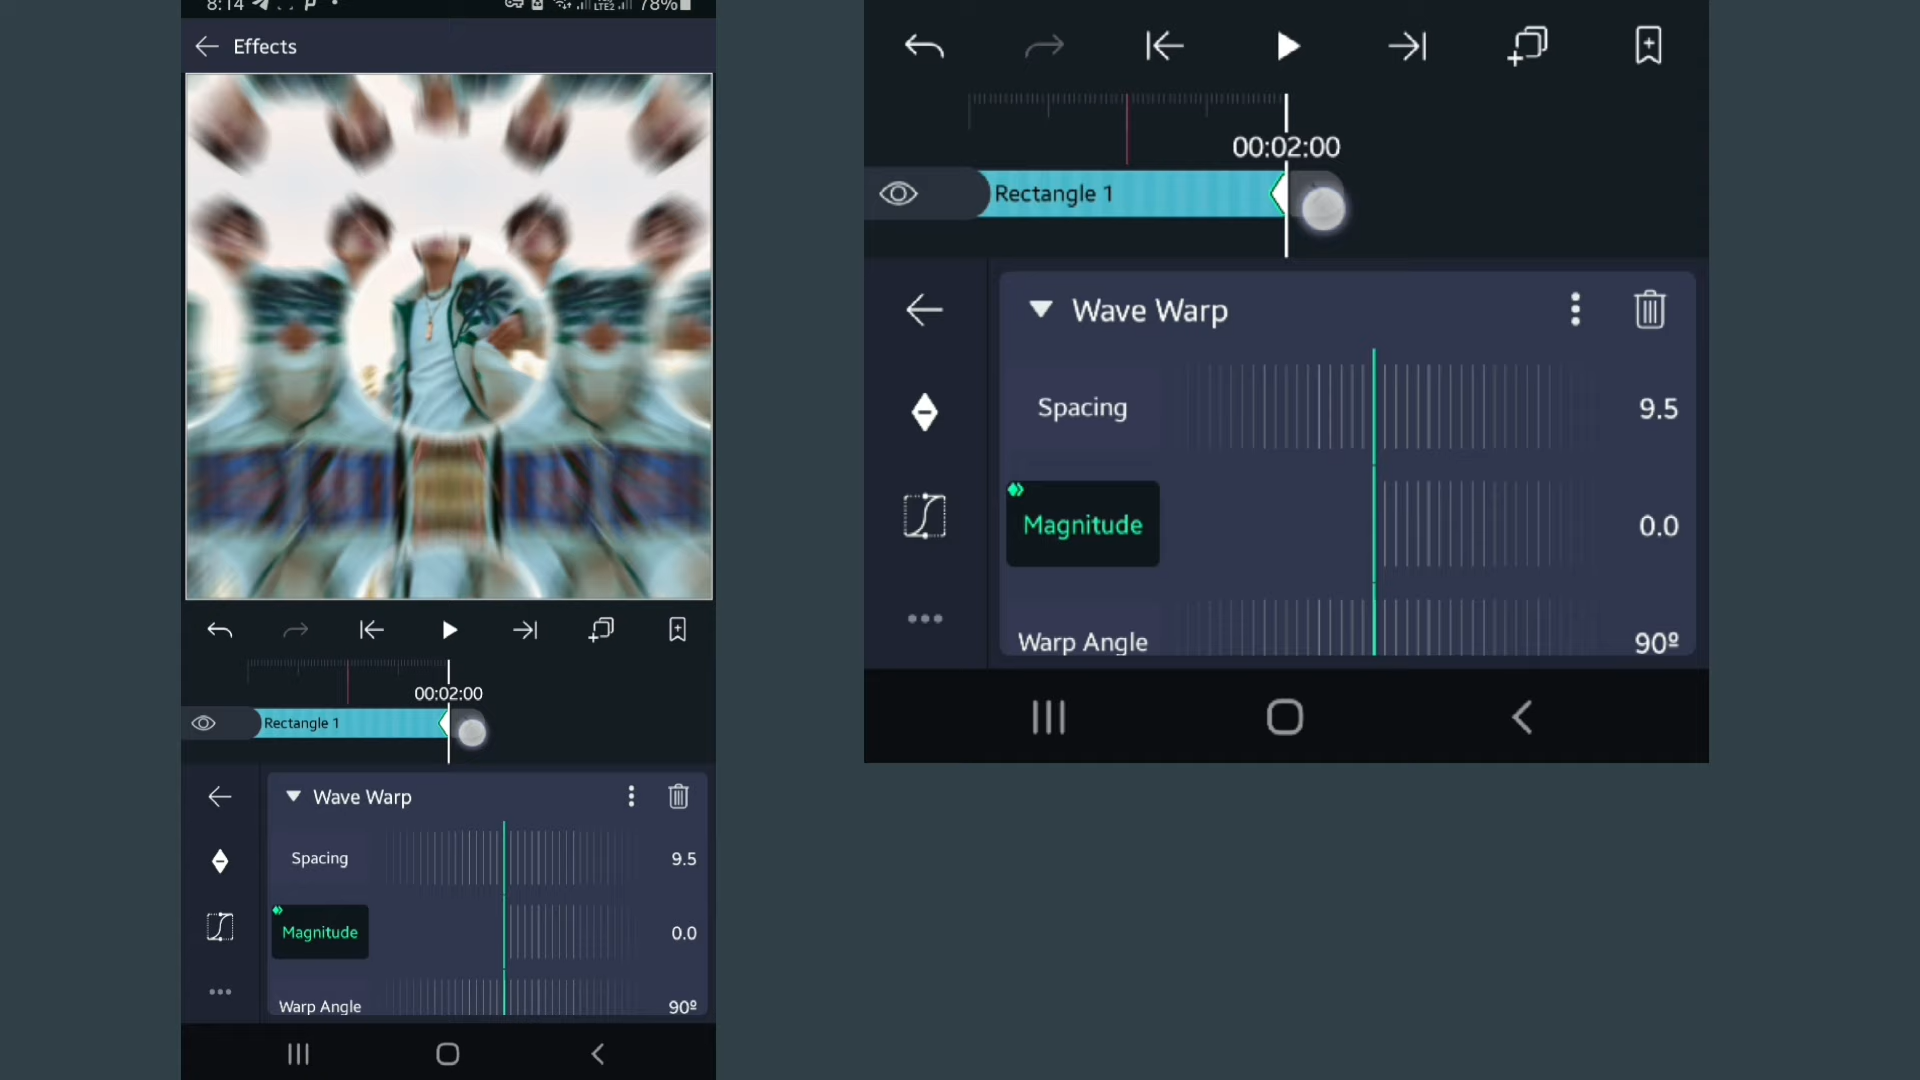 8:14
LTE2
78%
Effects
00:02:00
Rectangle 1
Wave Warp
Spacing
9.5
Magnitude
0.0
Warp Angle
90º
00:02:00
Rectangle 1
Wave Warp
Spacing
9.5
Magnitude
0.0
Warp Angle
90º